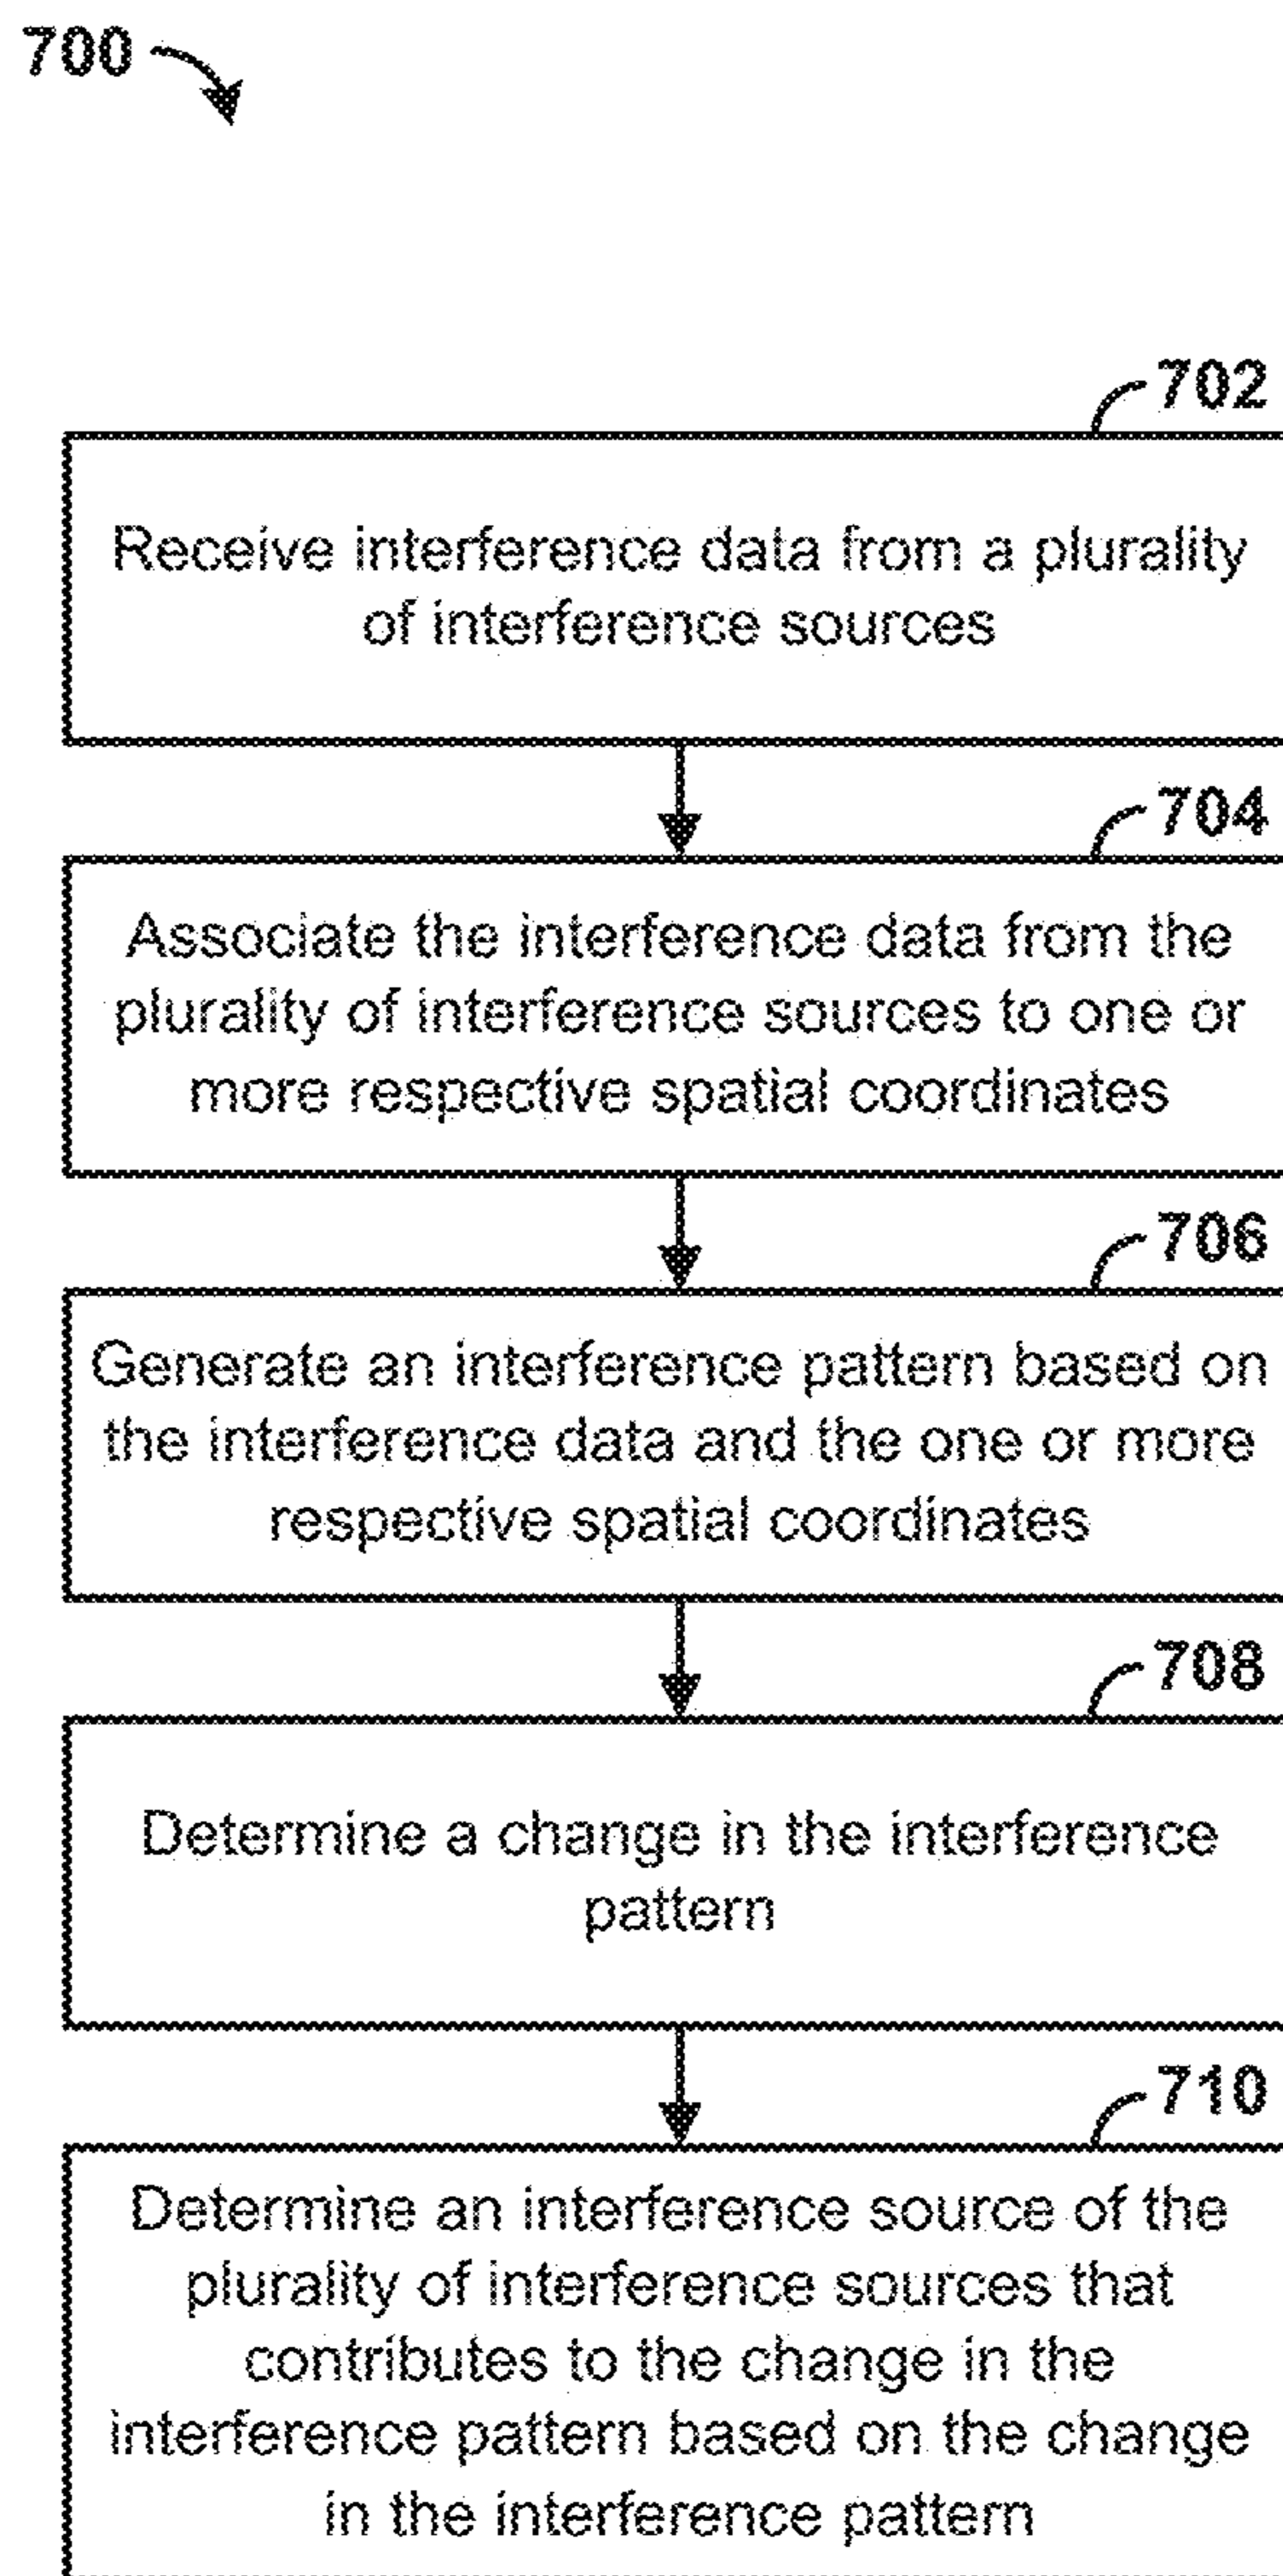 700
702
Receive interference data from a plurality
of interference sources
704
Associate the interference data from the
plurality of interference sources to one or
more respective spatial coordinates
706
Generate an interference pattern based on
the interference data and the one or more
respective spatial coordinates
708
Determine a change in the interference
pattern
710
Determine an interference source of the
plurality of interference sources that
contributes to the change in the
interference pattern based on the change
in the interference pattern